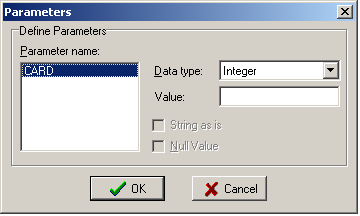 Parameters
Define Parameters
Parameter name:
CARD
Data type: Integer
Value:
String as is
Null Value
OK Cancel